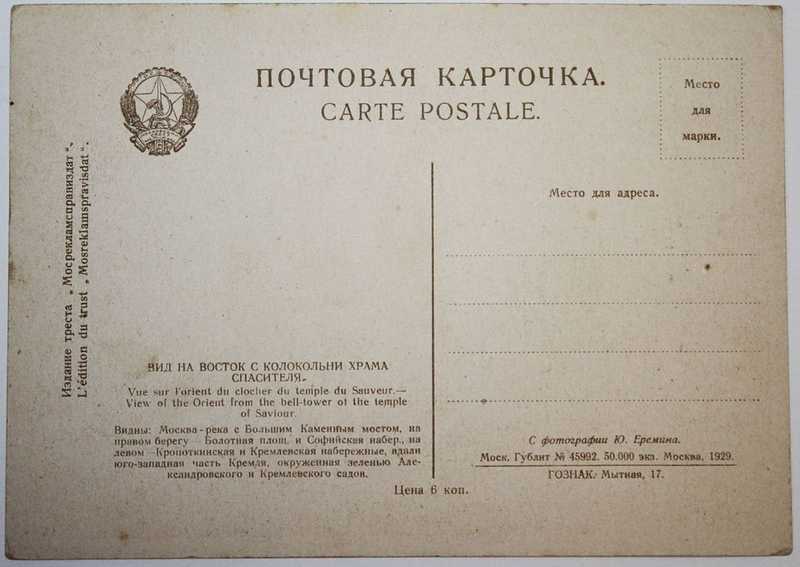 ПОЧТОВАЯ КАРТОЧКА.
CARTE POSTALE.
Место
для
марки.
Издание треста „Мосрекламсправиздат“.
L'édition du trust „Mosreklamspravisdat“.
Место для адреса.
ВИД НА ВОСТОК С КОЛОКОЛЬНИ ХРАМА
СПАСИТЕЛЯ.
Vue sur l'orient du clocher du temple du Sauveur.—
View of the Orient from the bell-tower of the temple
of Saviour.
Видны: Москва-река с Большим Каменным мостом, на
правом берегу—Болотная площ. и Софийская набер., на
левом—Кропоткинская и Кремлевская набережные, вдали
юго-западная часть Кремля, окруженная зеленью Але-
ксандровского и Кремлевского садов.
Цена 6 коп.
С фотографии Ю. Еремина.
Моск. Гублит № 45992. 50.000 экз. Москва, 1929.
ГОЗНАК. Мытная, 17.